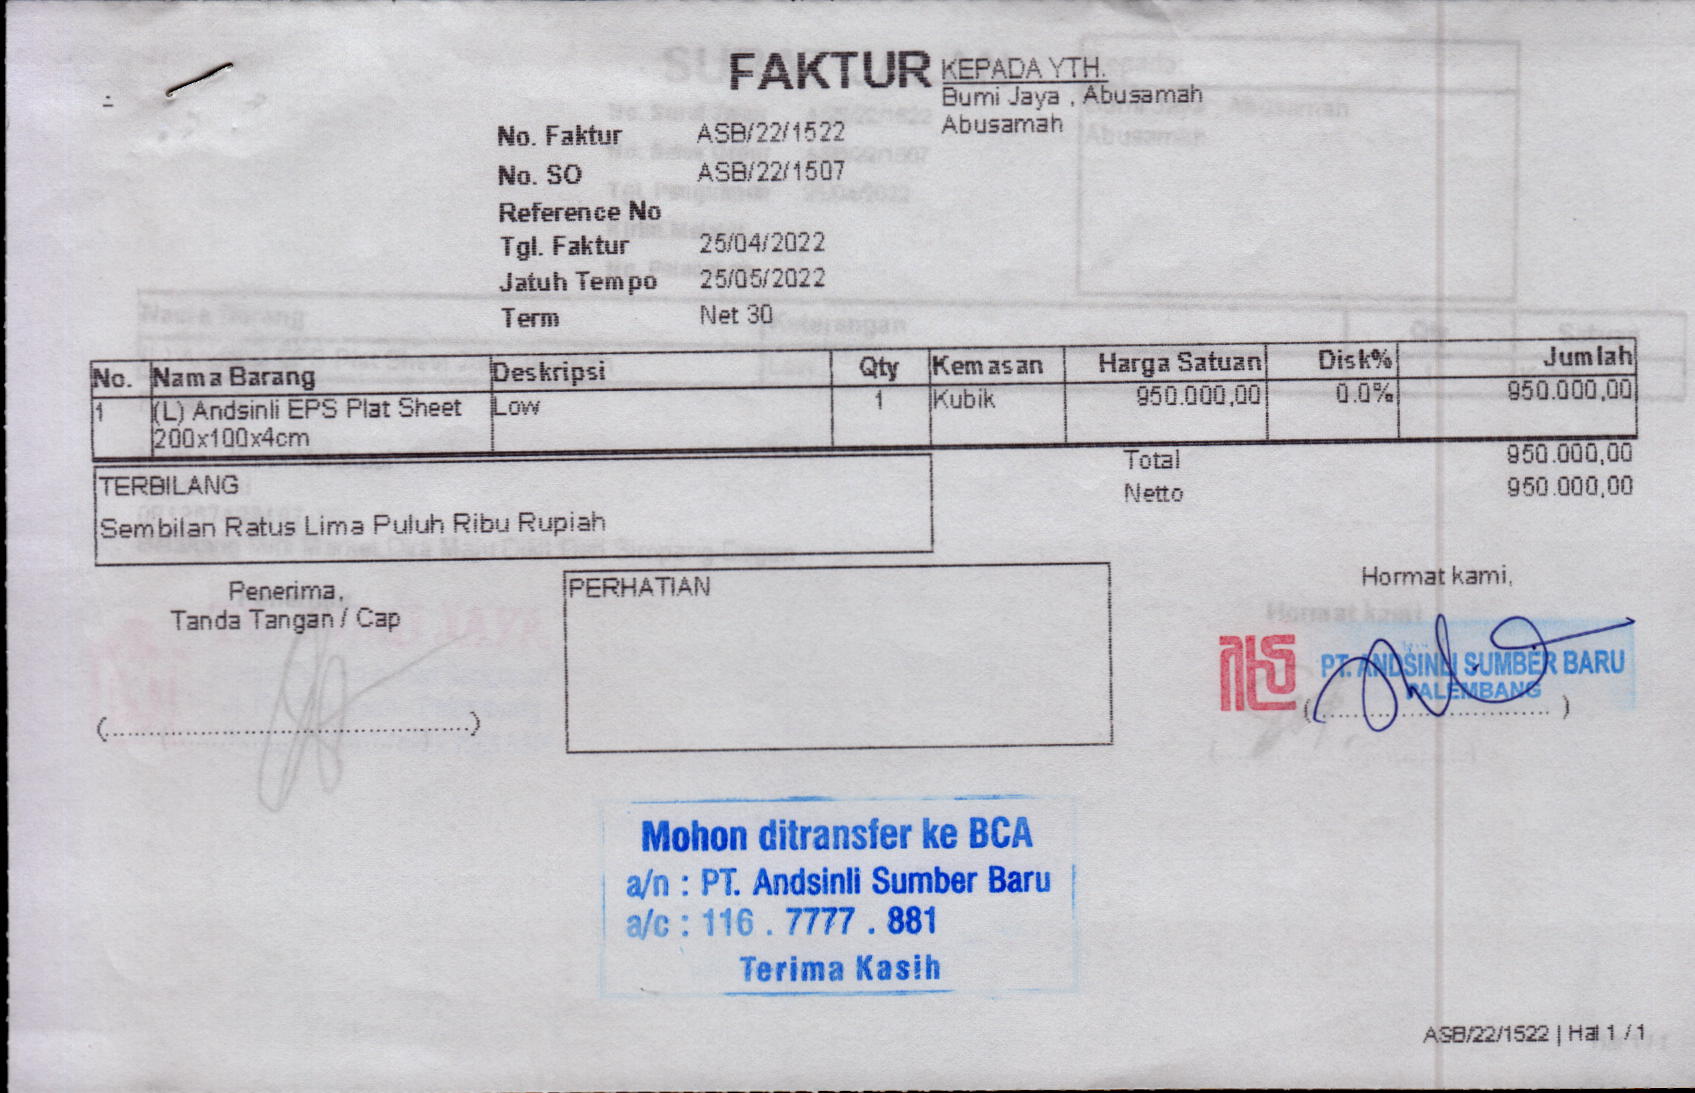 FAKTUR
KEPADA YTH.
Bumi Jaya , Abusamah
Abusamah
No. Faktur ASB/22/1522
No. SO ASB/22/1507
Reference No
Tgl. Faktur 25/04/2022
Jatuh Tempo 25/05/2022
Term Net 30
No. Nama Barang Deskripsi Qty Kemasan Harga Satuan Disk% Jumlah
1 (L) Andsinli EPS Plat Sheet Low 1 Kubik 950.000,00 0.0% 950.000,00
200x100x4cm
Total 950.000,00
Netto 950.000,00
TERBILANG
Sembilan Ratus Lima Puluh Ribu Rupiah
Penerima,
Tanda Tangan / Cap
(....................................................)
PERHATIAN
Hormat kami,
PT. ANDSINLI SUMBER BARU
PALEMBANG
(.................................. )
Mohon ditransfer ke BCA
a/n : PT. Andsinli Sumber Baru
a/c : 116 . 7777 . 881
Terima Kasih
ASB/22/1522 | Hal 1 / 1